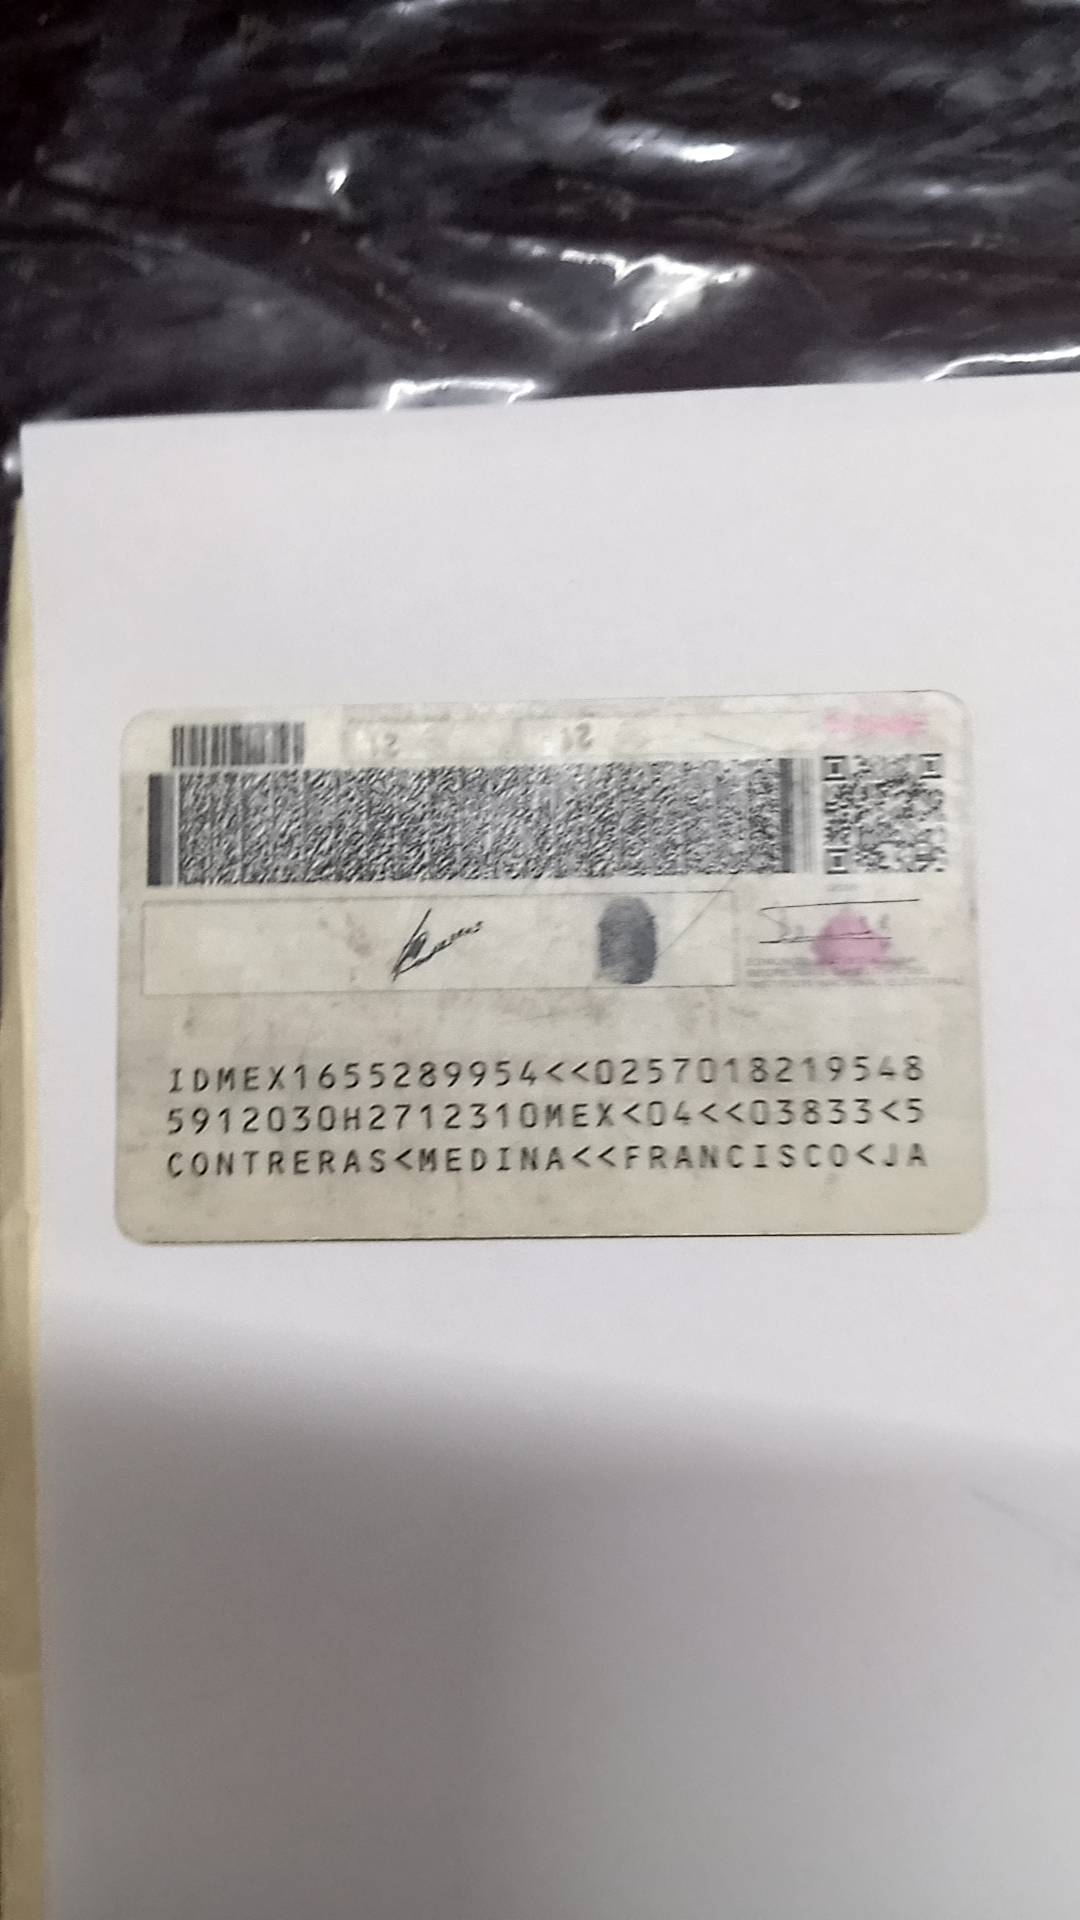 IDMEX1655289954<<0257018219548
5912030H2712310MEX<04<<03833<5
CONTRERAS<MEDINA<<FRANCISCO<JA